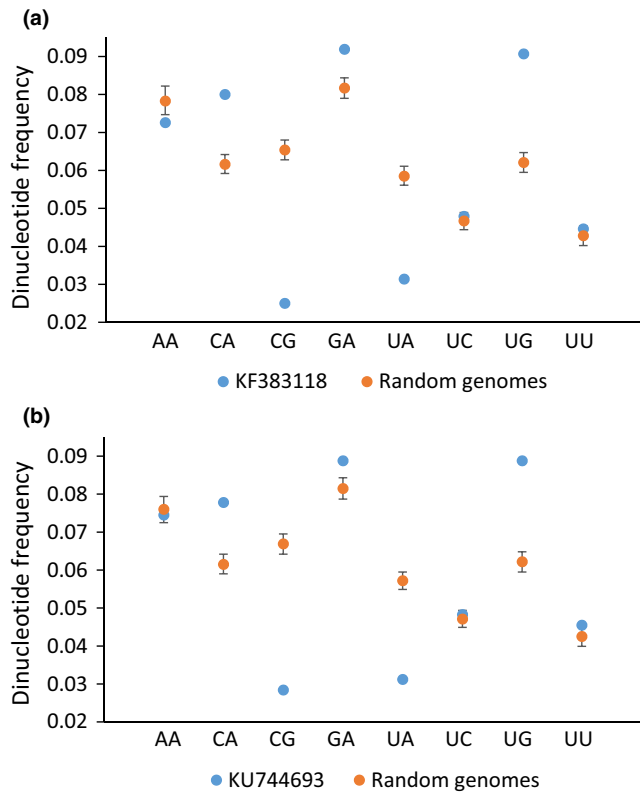 (a)
Dinucleotide frequency
0.09
0.08
0.07
0.06
0.05
0.04
0.03
0.02
AA CA CG GA UA UC UG UU
KF383118 Random genomes
(b)
Dinucleotide frequency
0.09
0.08
0.07
0.06
0.05
0.04
0.03
0.02
AA CA CG GA UA UC UG UU
KU744693 Random genomes